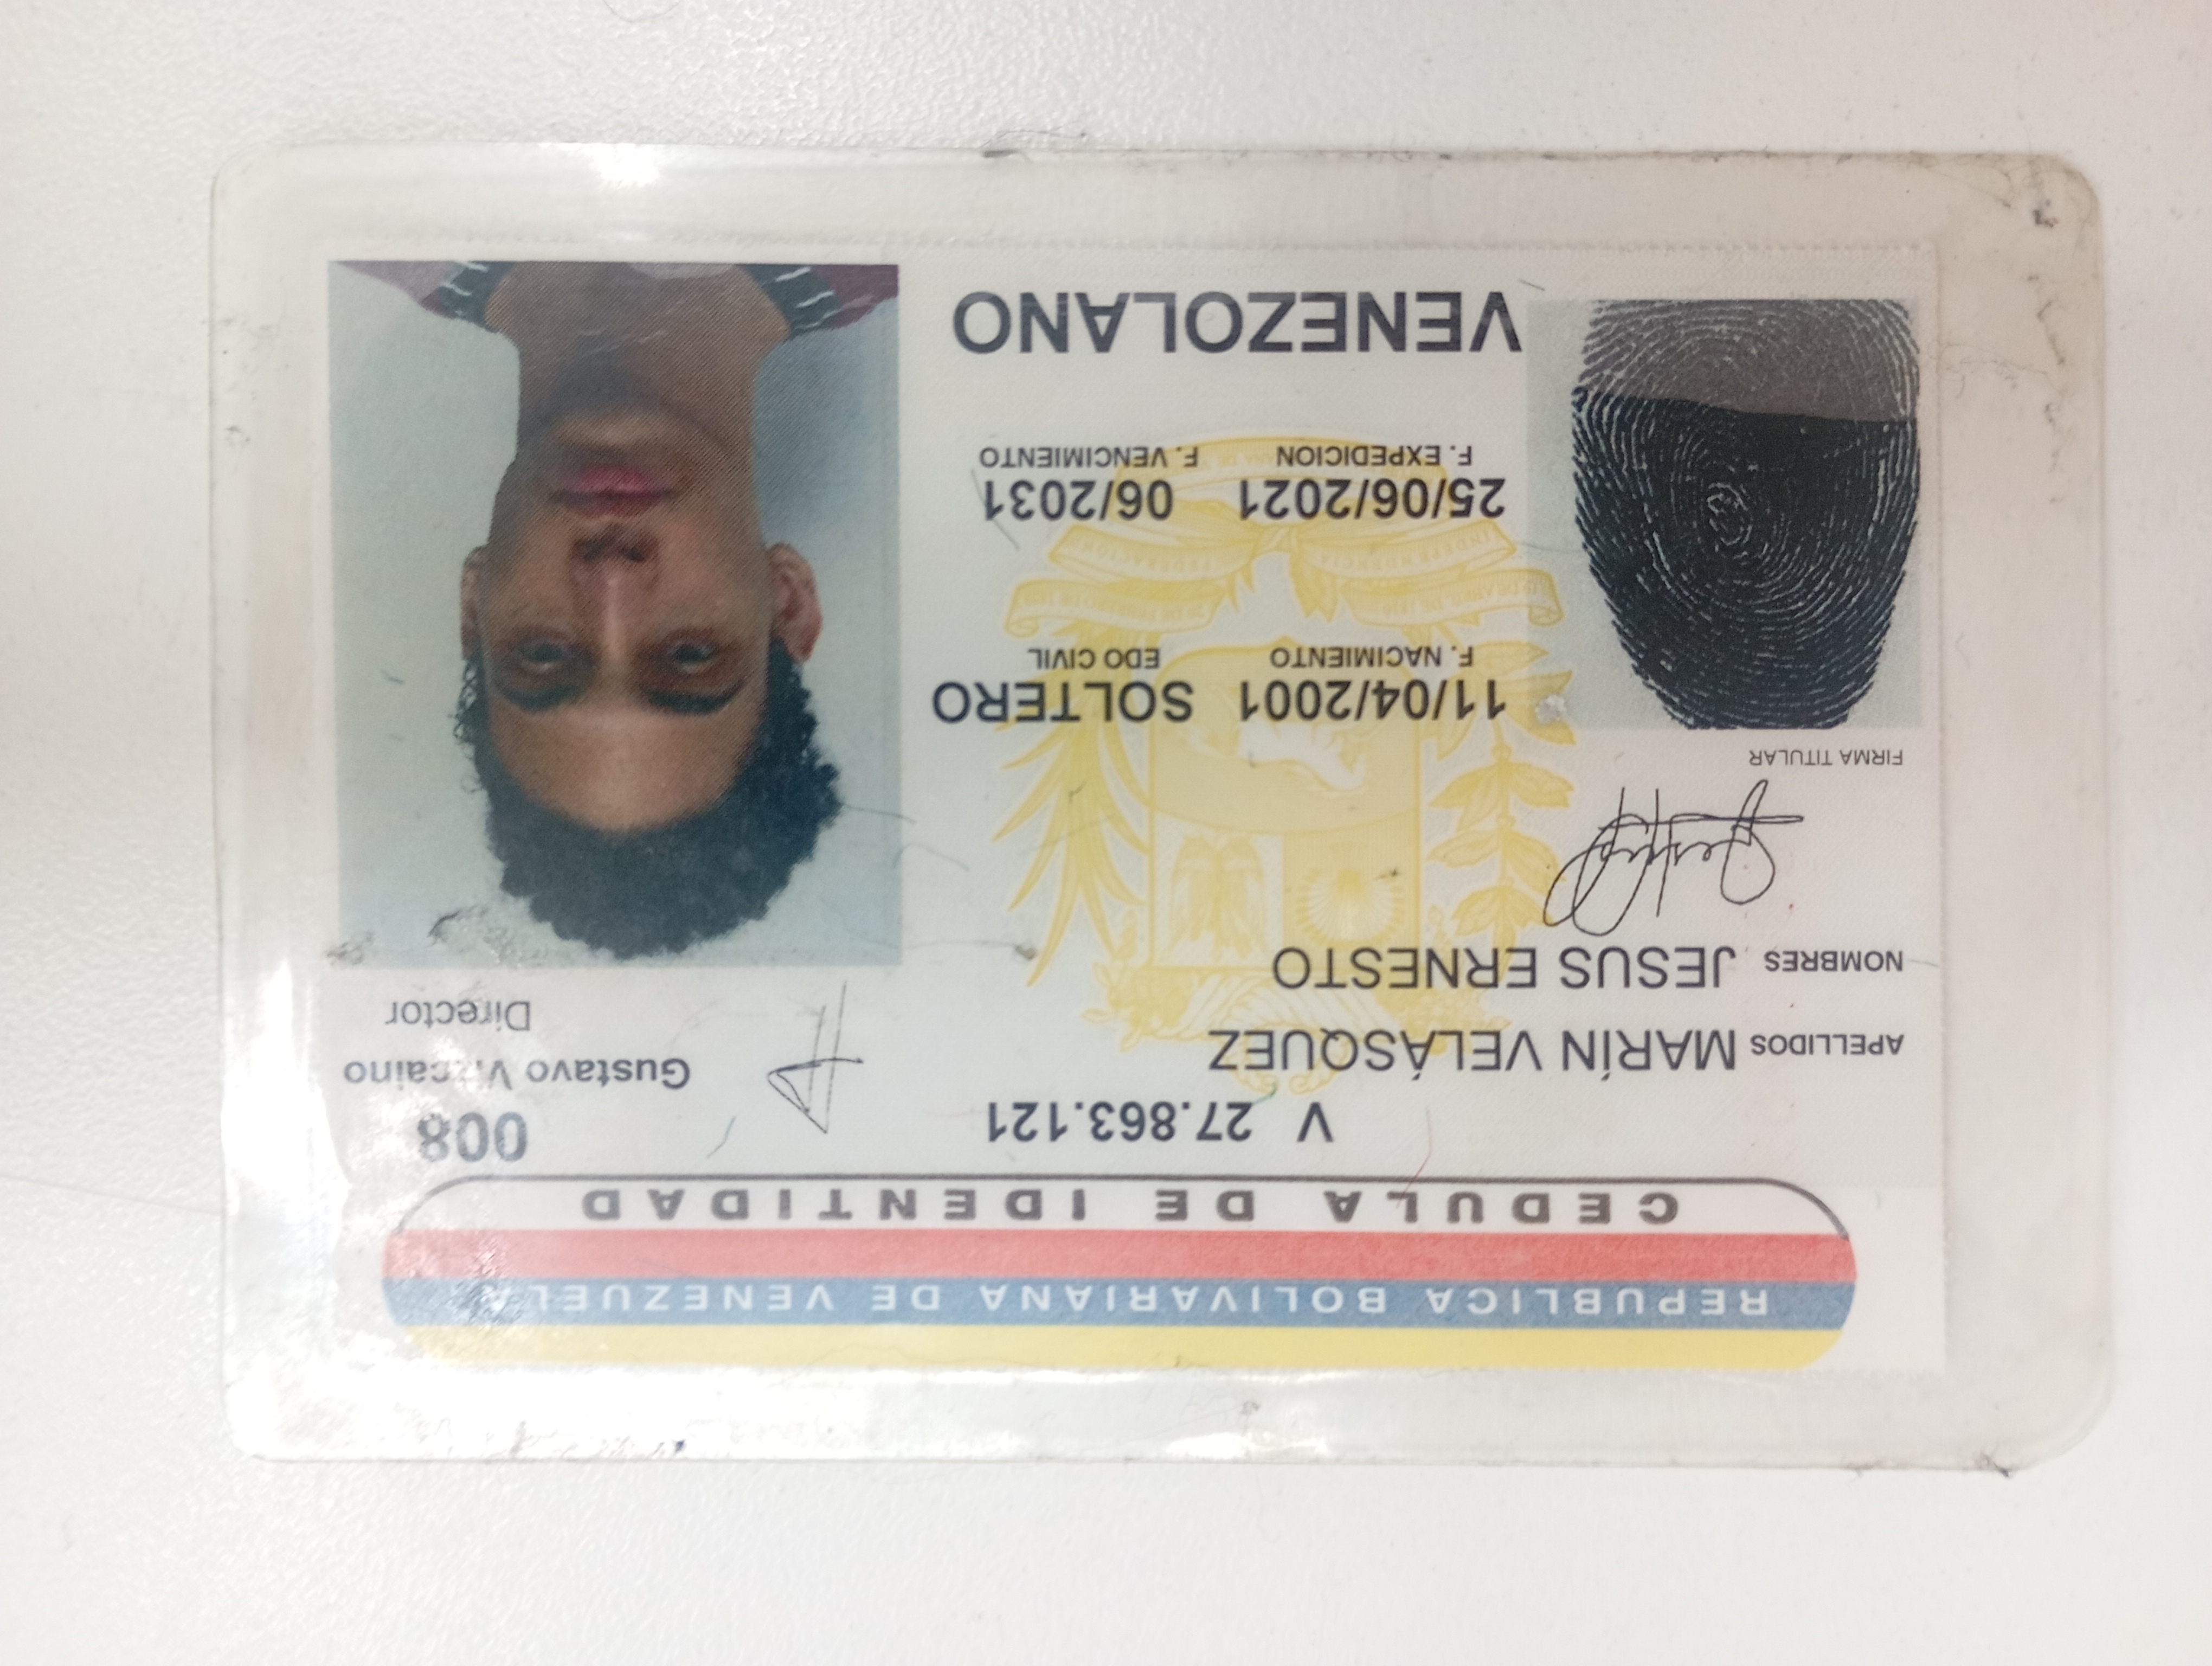 REPUBLICA BOLIVARIANA DE VENEZUELA
CEDULA DE IDENTIDAD
V 27.863.121
008
APELLIDOS MARÍN VELÁSQUEZ
Gustavo Vizcaino
Director
NOMBRES JESUS ERNESTO
FIRMA TITULAR
11/04/2001 SOLTERO
F. NACIMIENTO EDO CIVIL
25/06/2021 06/2031
F. EXPEDICION F. VENCIMIENTO
VENEZOLANO